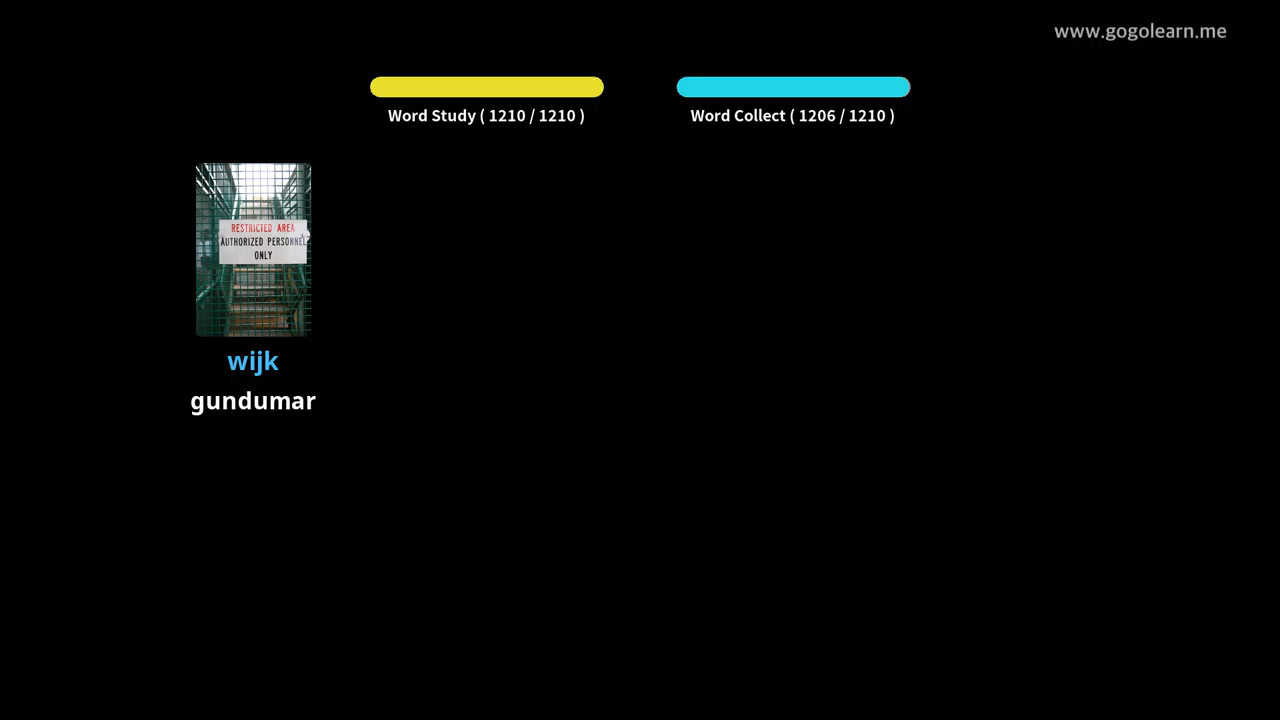 www.gogolearn.me
Word Study ( 1210 / 1210 )
Word Collect ( 1206 / 1210 )
RESTRICTED AREA
AUTHORIZED PERSONNEL
ONLY
wijk
gundumar